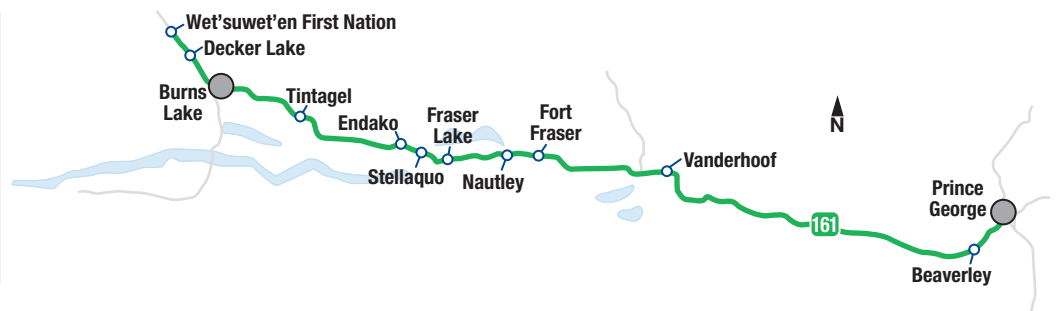 Wet'suwet'en First Nation
Decker Lake
Burns
Lake
Tintagel
Endako
Fraser
Lake
Stellaquo
Nautley
Fort
Fraser
Vanderhoof
N
161
Prince
George
Beaverley